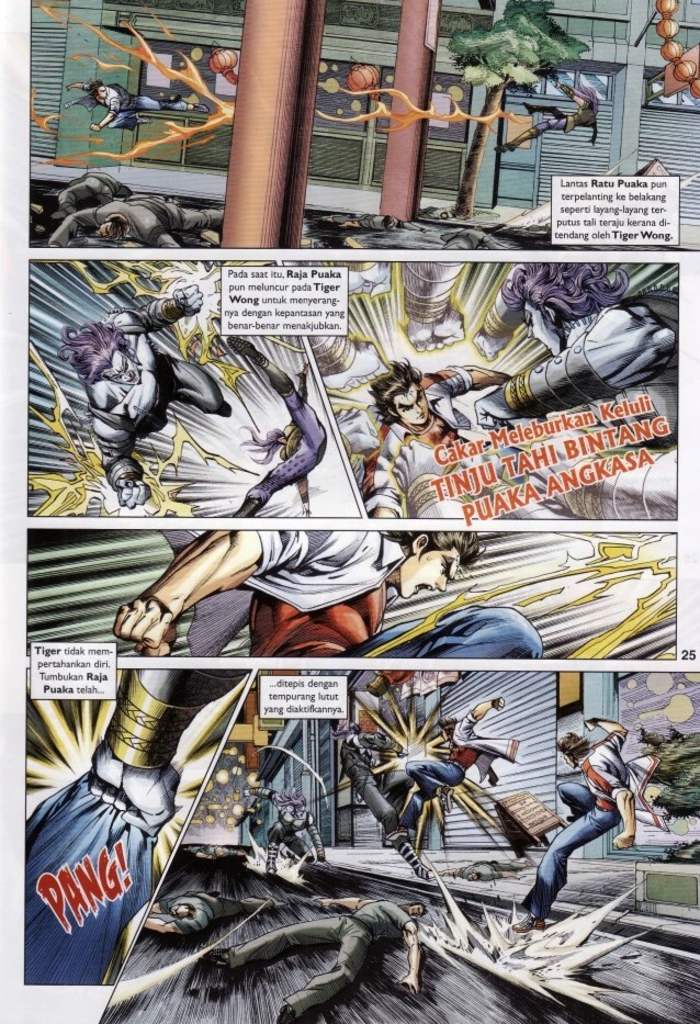 Lantas Ratu Puaka pun
terpelanting ke belakang
seperti layang-layang ter-
putus tali teraju kerana di-
tendang oleh Tiger Wong.
Pada saat itu, Raja Puaka
pun meluncur pada Tiger
Wong untuk menyerang-
nya dengan kepantasan yang
benar-benar menakjubkan.
Cakar Meleburkan Keluli
TINJU TAHI BINTANG
PUAKA ANGKASA
25
Tiger tidak mem-
pertahankan diri.
Tumbukan Raja
Puaka telah...
...ditepis dengan
tempurang lutut
yang diaktifkannya.
PANG!